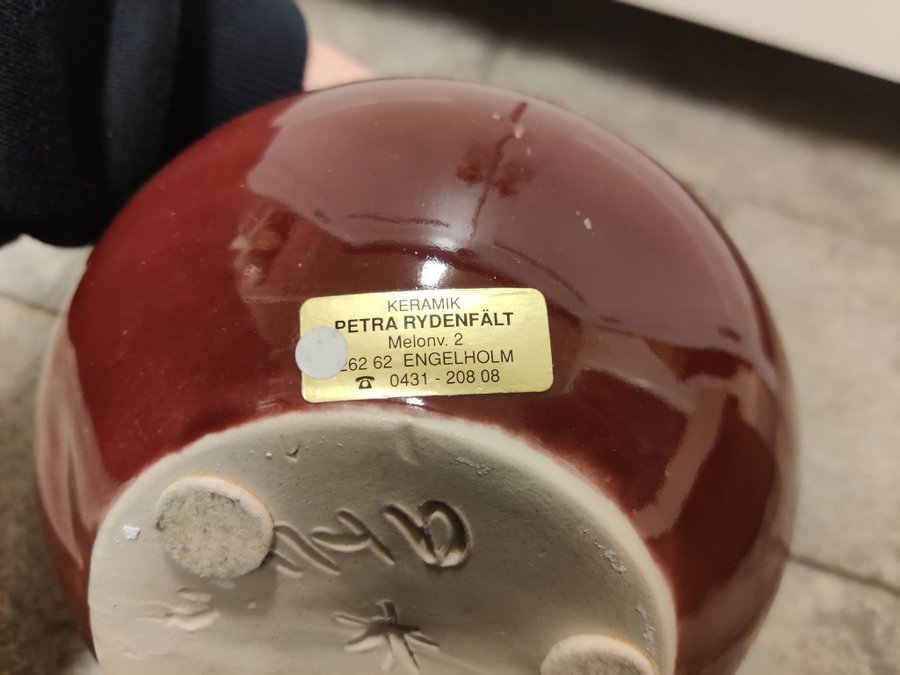 KERAMIK
PETRA RYDENFÄLT
Melonv. 2
262 62 ENGELHOLM
☎ 0431 - 208 08